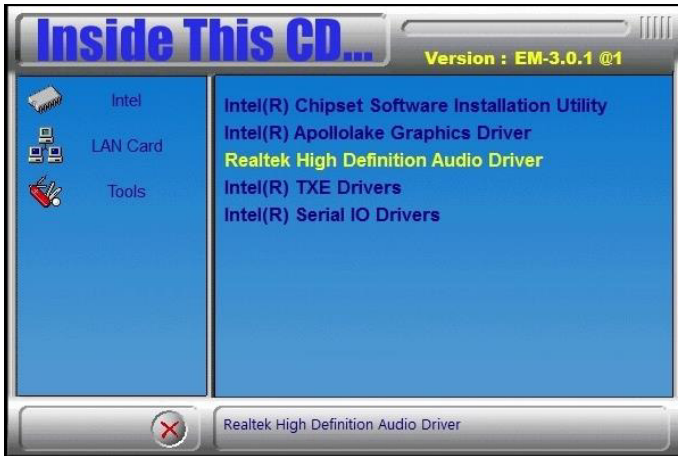 Inside This CD...
Version : EM-3.0.1 @1
Intel
LAN Card
Tools
Intel(R) Chipset Software Installation Utility
Intel(R) Apollolake Graphics Driver
Realtek High Definition Audio Driver
Intel(R) TXE Drivers
Intel(R) Serial IO Drivers
Realtek High Definition Audio Driver